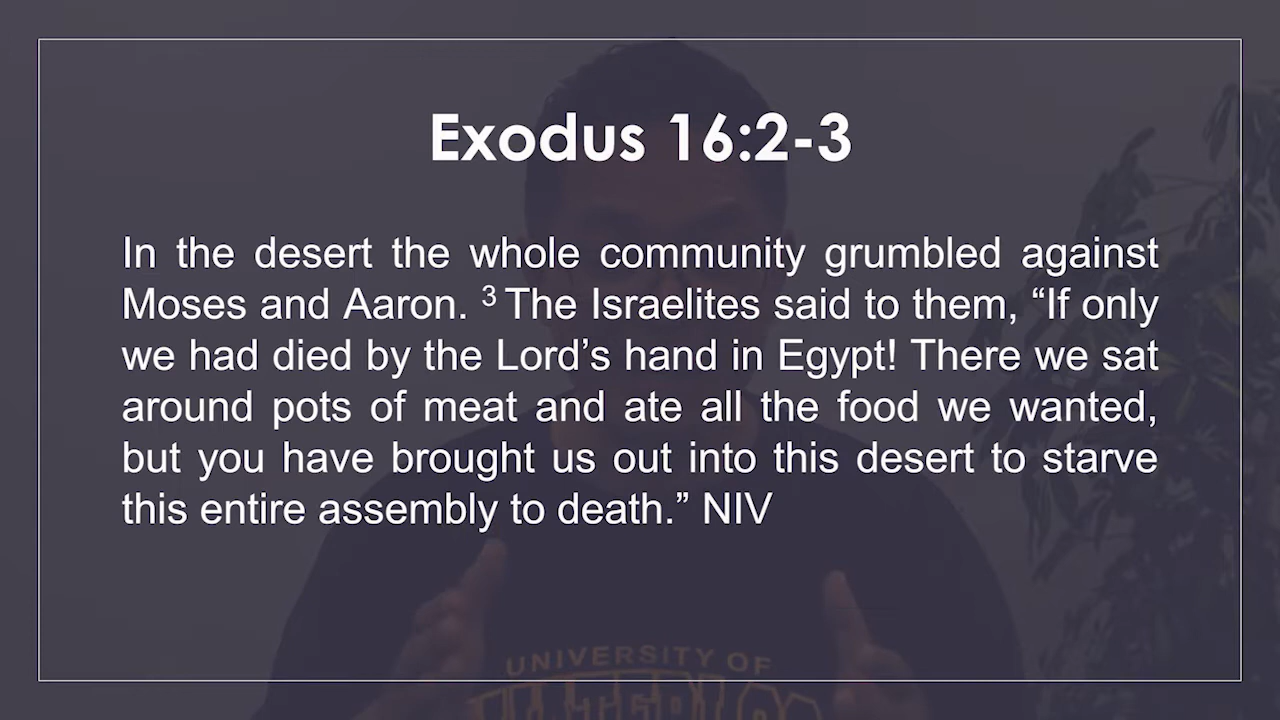 Exodus 16:2-3
In the desert the whole community grumbled against
Moses and Aaron. ³ The Israelites said to them, “If only
we had died by the Lord’s hand in Egypt! There we sat
around pots of meat and ate all the food we wanted,
but you have brought us out into this desert to starve
this entire assembly to death.” NIV
UNIVERSITY OF